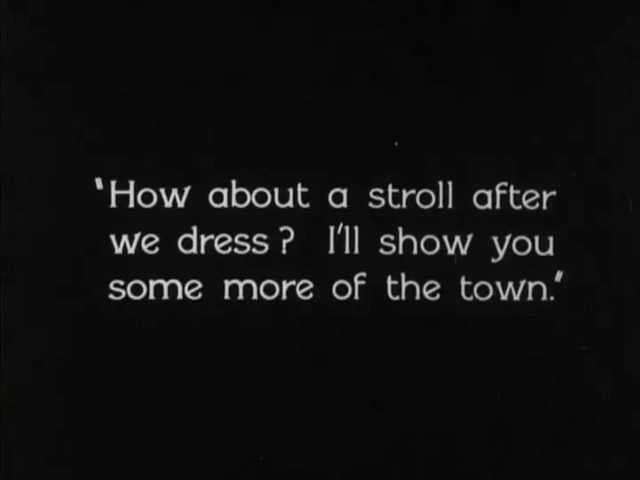 "How about a stroll after
we dress? I'll show you
some more of the town."